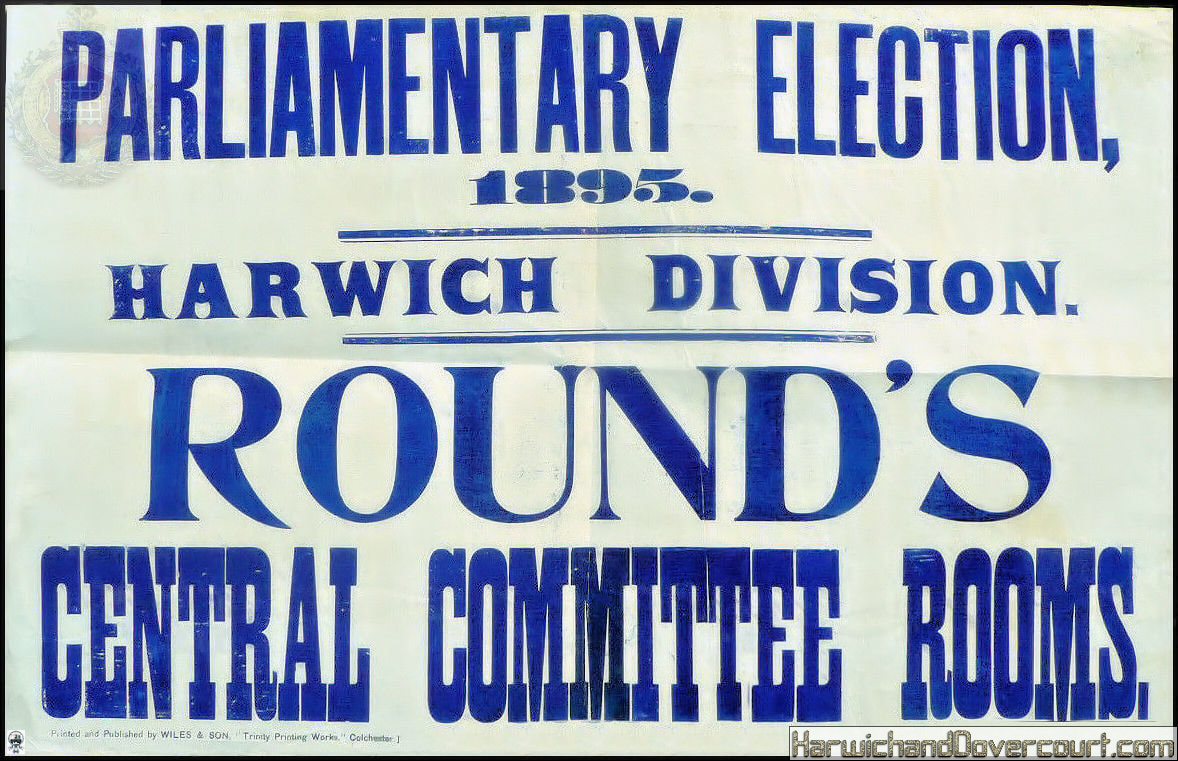 PARLIAMENTARY ELECTION,
1895.
HARWICH DIVISION.
ROUND'S
CENTRAL COMMITTEE ROOMS.
Printed and Published by WILES & SON, "Trinity Printing Works," Colchester]
HarwichandDovercourt.com